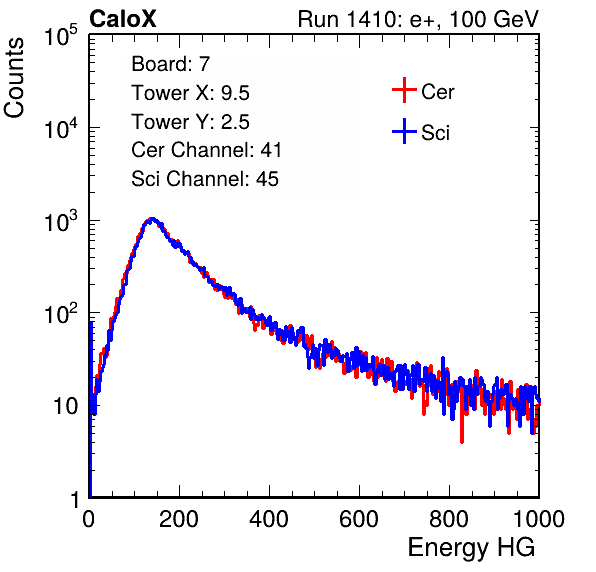 CaloX Run 1410: e+, 100 GeV
Board: 7
Tower X: 9.5
Tower Y: 2.5
Cer Channel: 41
Sci Channel: 45
Cer
Sci
Counts
10^5
10^4
10^3
10^2
10
1
0 200 400 600 800 1000
Energy HG